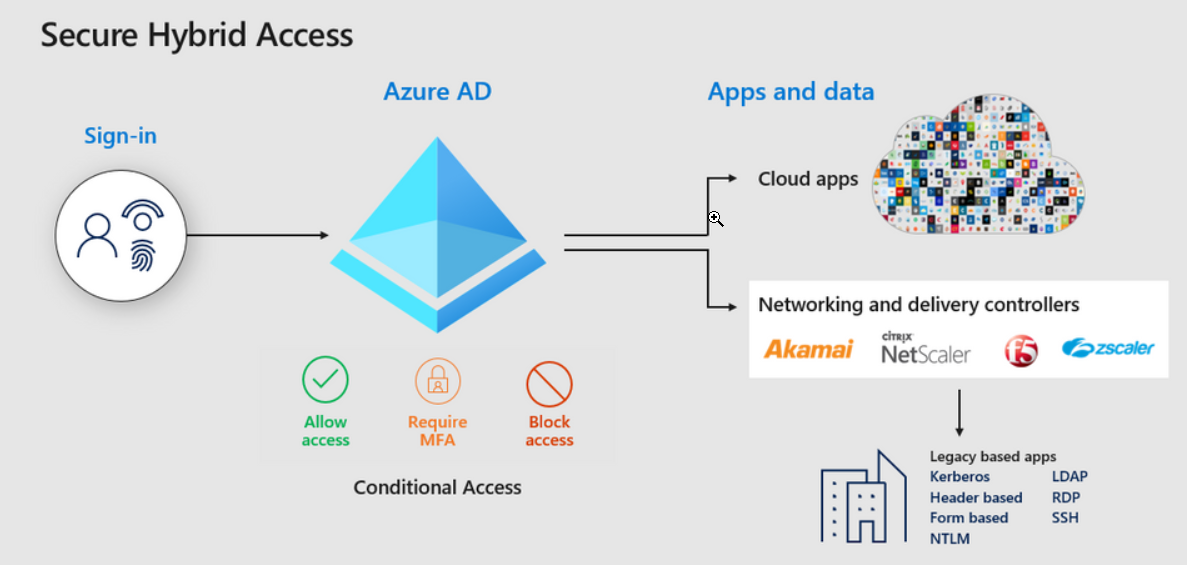 Secure Hybrid Access
Sign-in
Azure AD
Allow
access
Require
MFA
Block
access
Conditional Access
Apps and data
Cloud apps
Networking and delivery controllers
Akamai
citrix
NetScaler
f5
zscaler
Legacy based apps
Kerberos
LDAP
Header based
RDP
Form based
SSH
NTLM